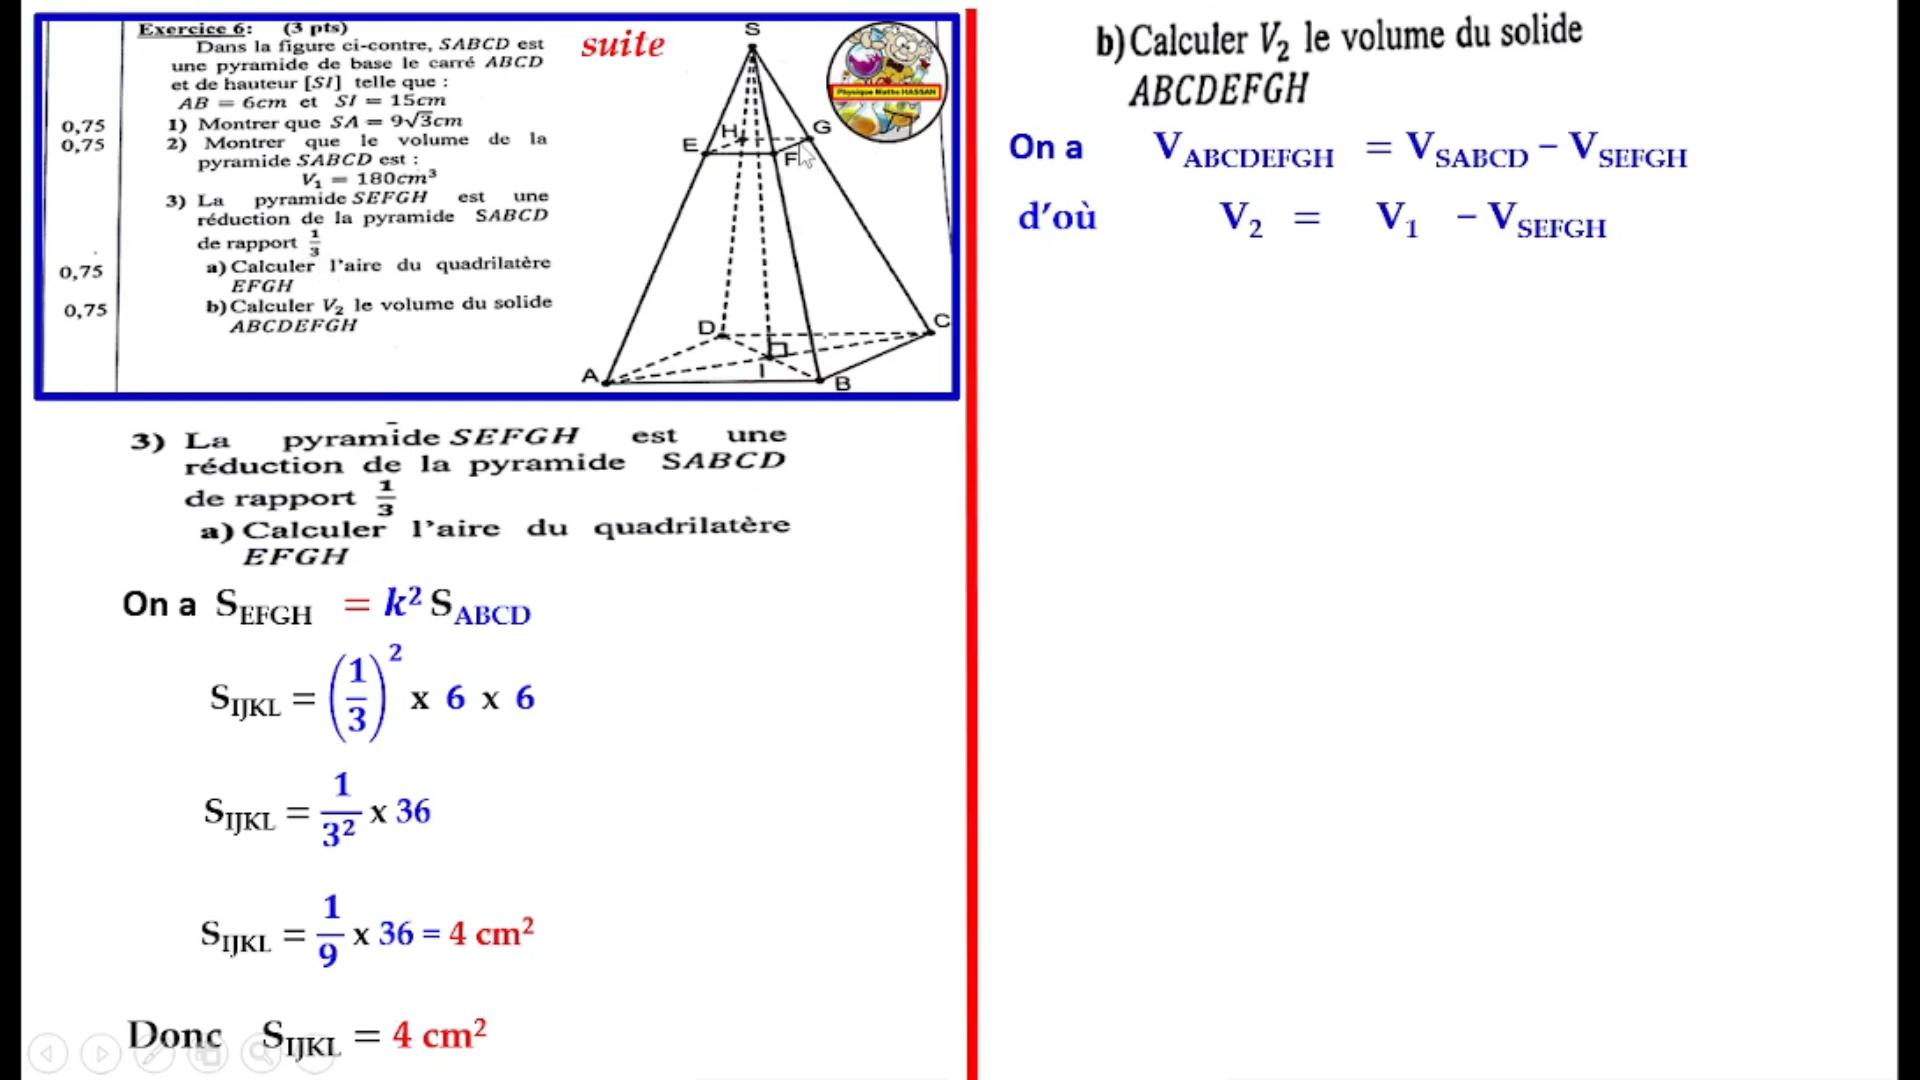 Exercice 6: (3 pts)
Dans la figure ci-contre, SABCD est
une pyramide de base le carré ABCD
et de hauteur [SI] telle que :
AB = 6cm et SI = 15cm
0,75 1) Montrer que SA = 9√3cm
0,75 2) Montrer que le volume de la
pyramide SABCD est :
V₁ = 180cm³
3) La pyramide SEFGH est une
réduction de la pyramide SABCD
de rapport 1/3
0,75 a) Calculer l'aire du quadrilatère
EFGH
0,75 b) Calculer V₂ le volume du solide
ABCDEFGH
suite
S
Physique Maths HASSAN
H G
E F
D C
A I B
3) La pyramide SEFGH est une
réduction de la pyramide SABCD
de rapport 1/3
a) Calculer l'aire du quadrilatère
EFGH
On a S_EFGH = k² S_ABCD
S_IJKL = (1/3)² x 6 x 6
S_IJKL = 1/3² x 36
S_IJKL = 1/9 x 36 = 4 cm²
Donc S_IJKL = 4 cm²
b) Calculer V₂ le volume du solide
ABCDEFGH
On a V_ABCDEFGH = V_SABCD – V_SEFGH
d'où V₂ = V₁ – V_SEFGH